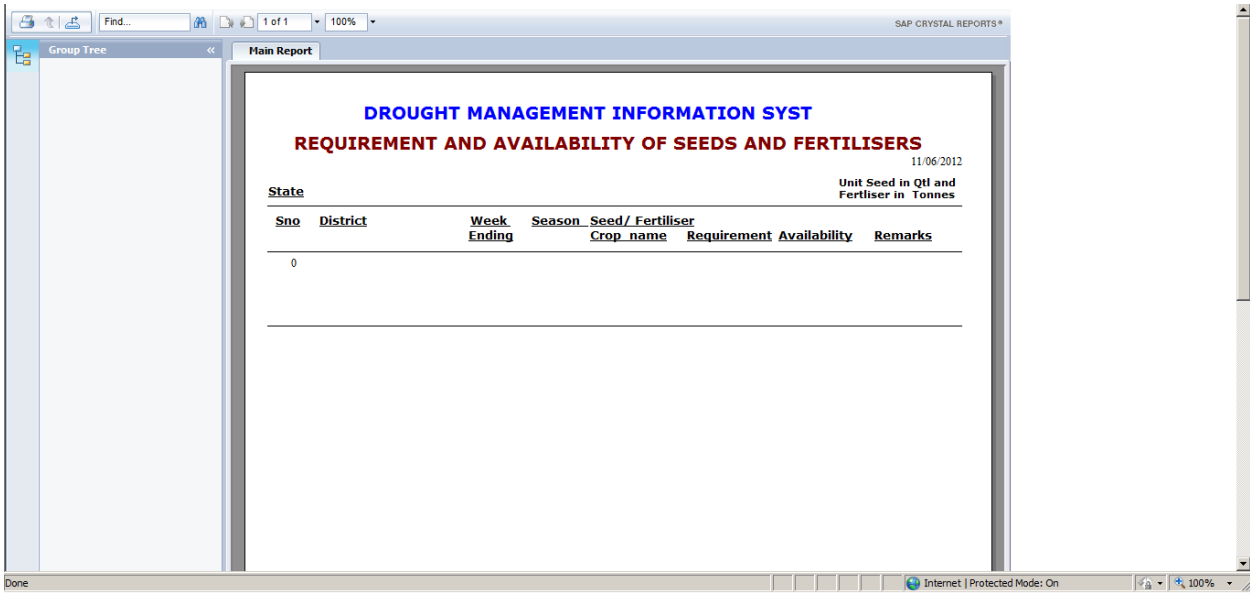 Find...
1 of 1
100%
SAP CRYSTAL REPORTS®
Group Tree
«
Main Report
DROUGHT MANAGEMENT INFORMATION SYST
REQUIREMENT AND AVAILABILITY OF SEEDS AND FERTILISERS
11/06/2012
Unit Seed in Qtl and
State
Fertliser in Tonnes
Sno District Week Season Seed/ Fertiliser
Ending Crop name Requirement Availability Remarks
0
Done
Internet | Protected Mode: On
100%